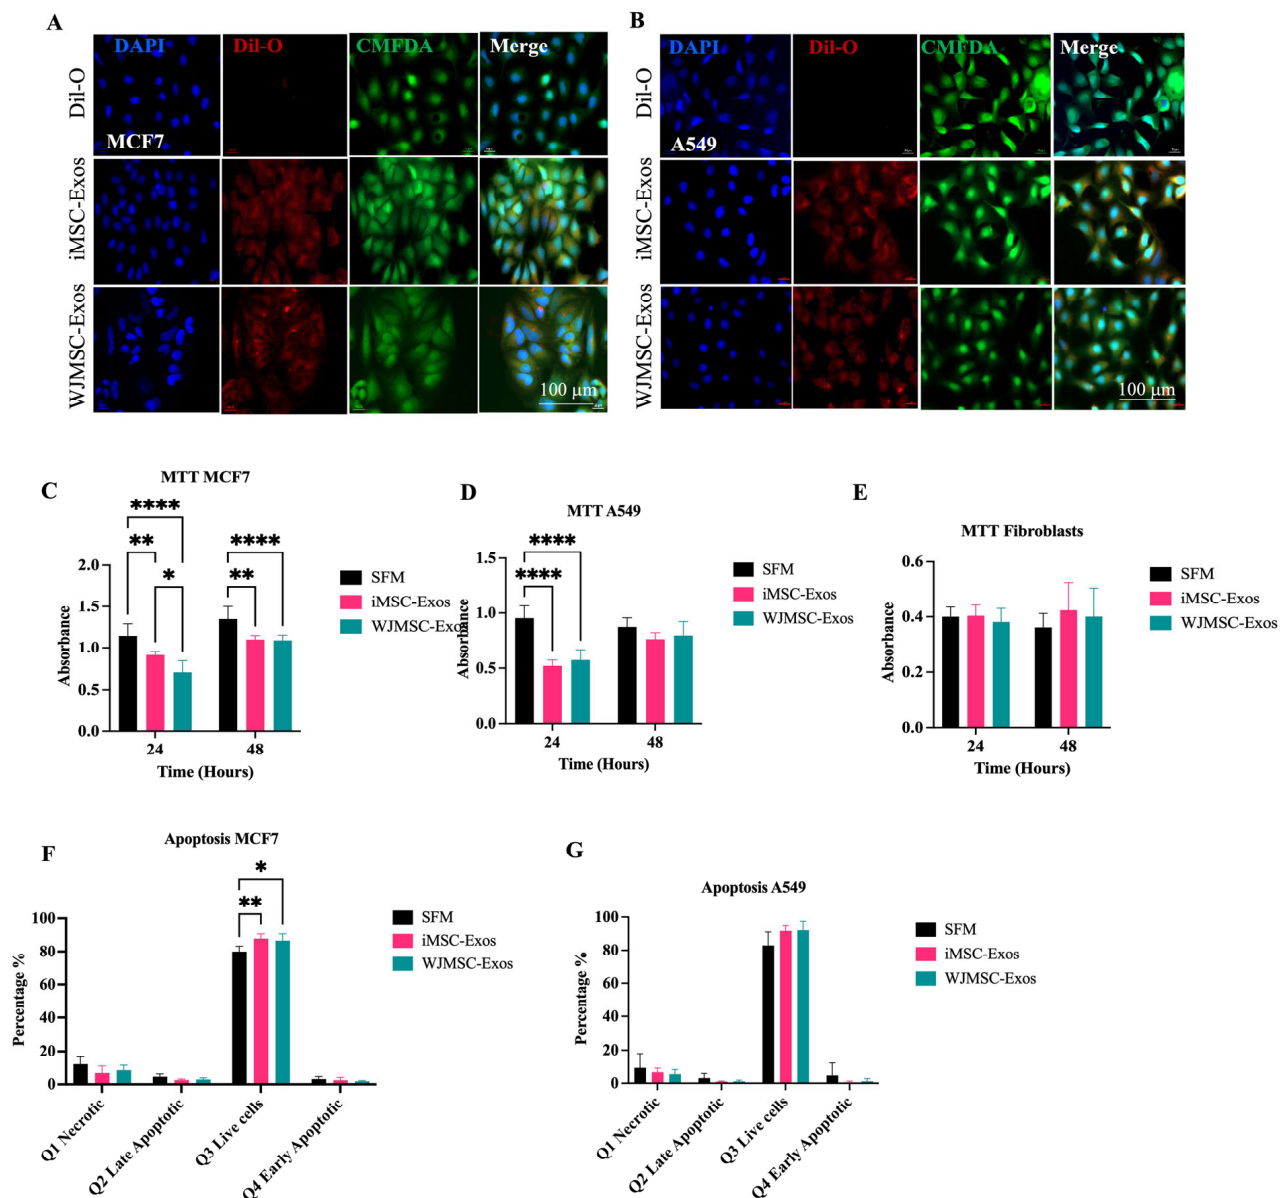 A
DAPI Dil-O CMFDA Merge
Dil-O
MCF7
iMSC-Exos
WJMSC-Exos
100 µm
B
DAPI Dil-O CMFDA Merge
Dil-O
A549
iMSC-Exos
WJMSC-Exos
100 µm
C
MTT MCF7
**** ** * **** **
2.0
1.5
1.0
0.5
0.0
Absorbance
24 48
Time (Hours)
SFM
iMSC-Exos
WJMSC-Exos
D
MTT A549
****
****
1.5
1.0
0.5
0.0
Absorbance
24 48
Time (Hours)
SFM
iMSC-Exos
WJMSC-Exos
E
MTT Fibroblasts
0.6
0.4
0.2
0.0
Absorbance
24 48
Time (Hours)
SFM
iMSC-Exos
WJMSC-Exos
F
Apoptosis MCF7
*
**
100
80
60
40
20
0
Percentage %
Q1 Necrotic
Q2 Late Apoptotic
Q3 Live cells
Q4 Early Apoptotic
SFM
iMSC-Exos
WJMSC-Exos
G
Apoptosis A549
100
80
60
40
20
0
Percentage %
Q1 Necrotic
Q2 Late Apoptotic
Q3 Live cells
Q4 Early Apoptotic
SFM
iMSC-Exos
WJMSC-Exos